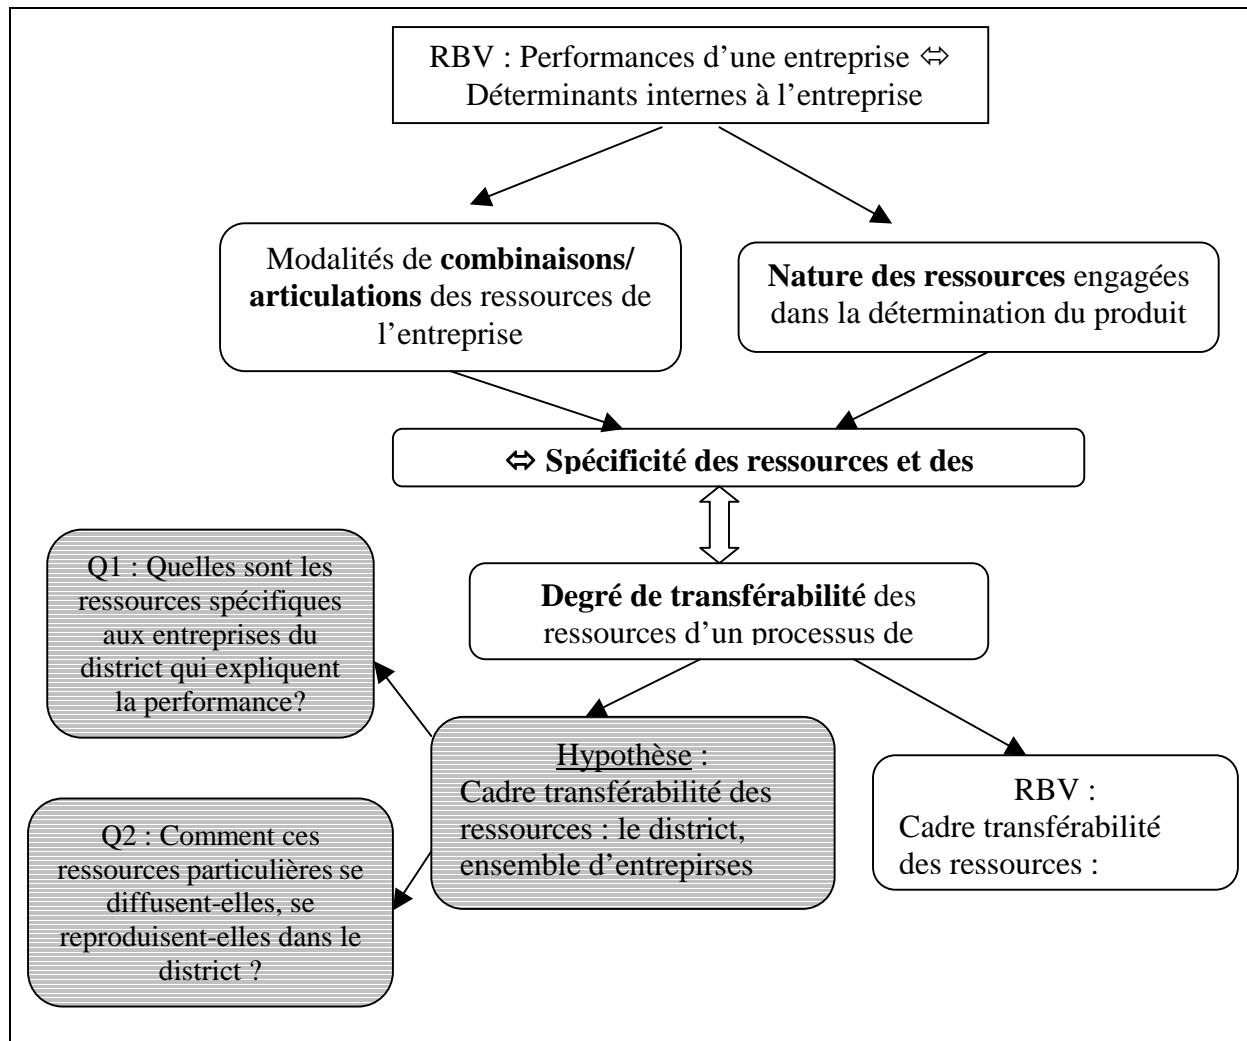 RBV : Performances d’une entreprise ⇔
Déterminants internes à l’entreprise
Modalités de combinaisons/
articulations des ressources de
l’entreprise
Nature des ressources engagées
dans la détermination du produit
⇔ Spécificité des ressources et des
Degré de transférabilité des
ressources d’un processus de
Q1 : Quelles sont les
ressources spécifiques
aux entreprises du
district qui expliquent
la performance?
Hypothèse :
Cadre transférabilité des
ressources : le district,
ensemble d’entrepirses
RBV :
Cadre transférabilité
des ressources :
Q2 : Comment ces
ressources particulières se
diffusent-elles, se
reproduisent-elles dans le
district ?